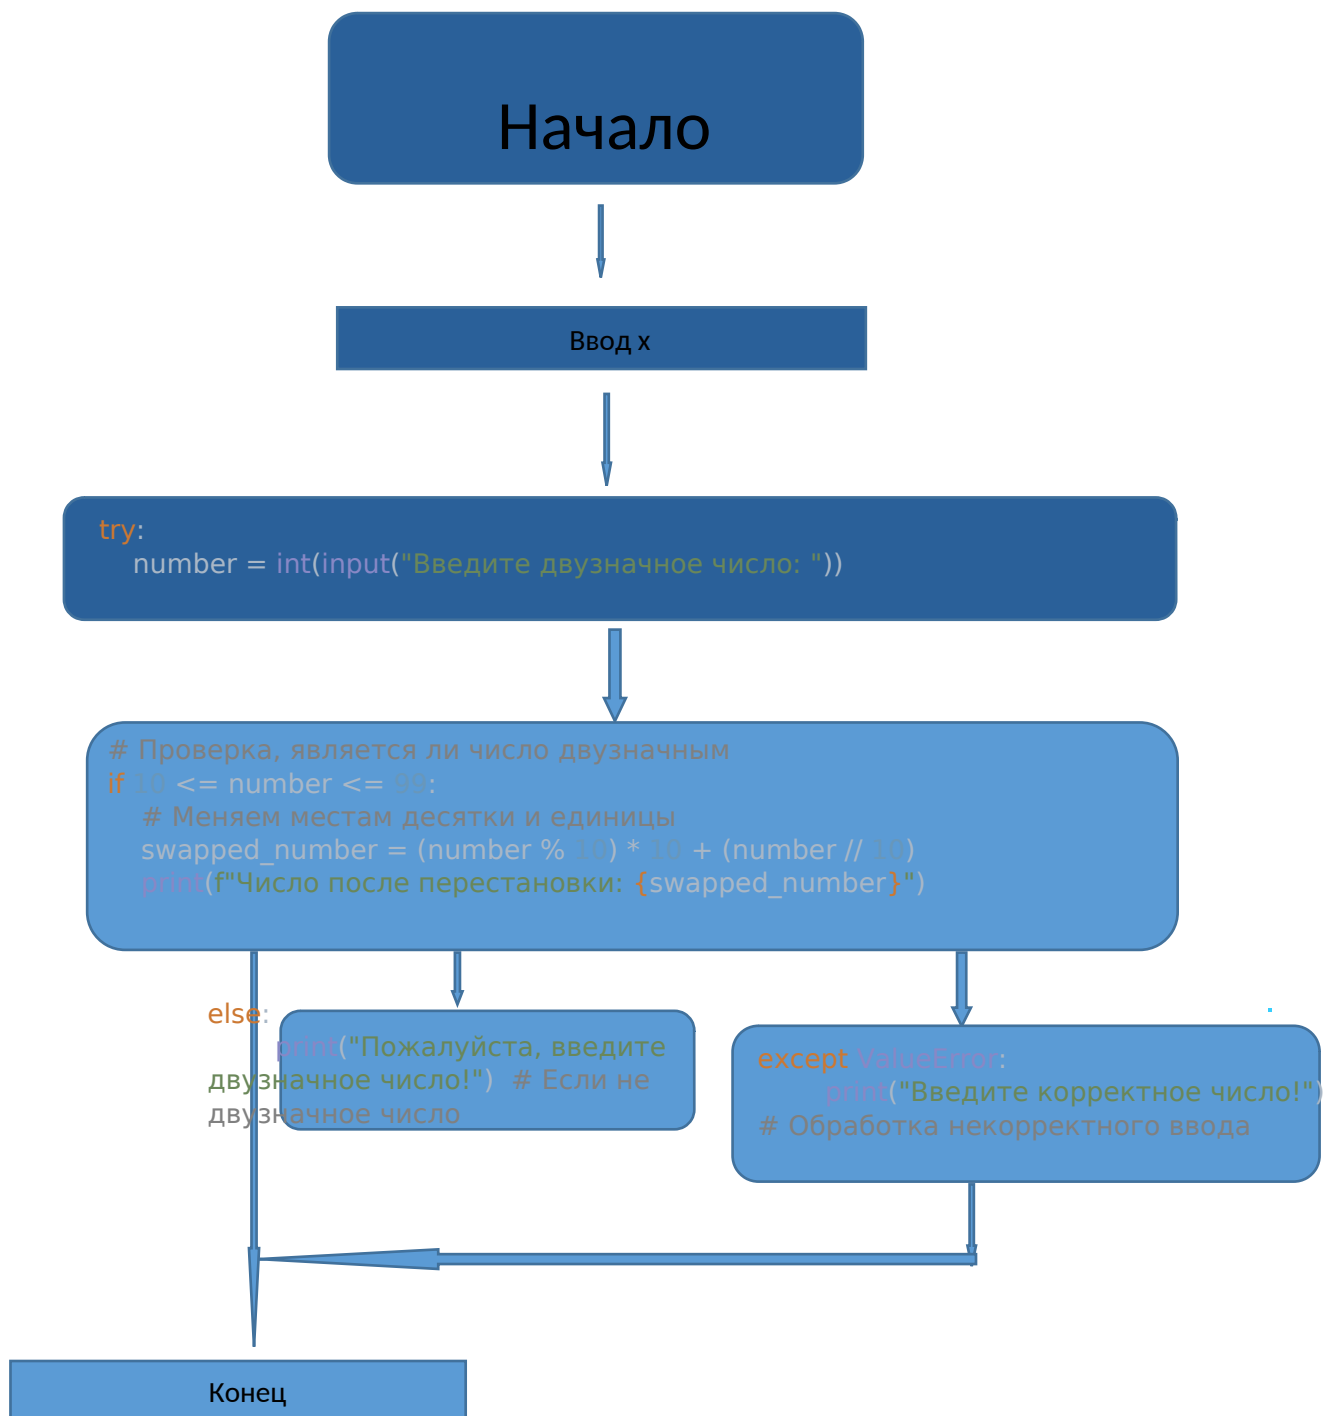 Начало
Ввод x
try:
number = int(input("Введите двузначное число: "))
# Проверка, является ли число двузначным
if 10 <= number <= 99:
# Меняем местам десятки и единицы
swapped_number = (number % 10) * 10 + (number // 10)
print(f"Число после перестановки: {swapped_number}")
else:
print("Пожалуйста, введите
двузначное число!")  # Если не
двузначное число
except ValueError:
print("Введите корректное число!")
# Обработка некорректного ввода
Конец